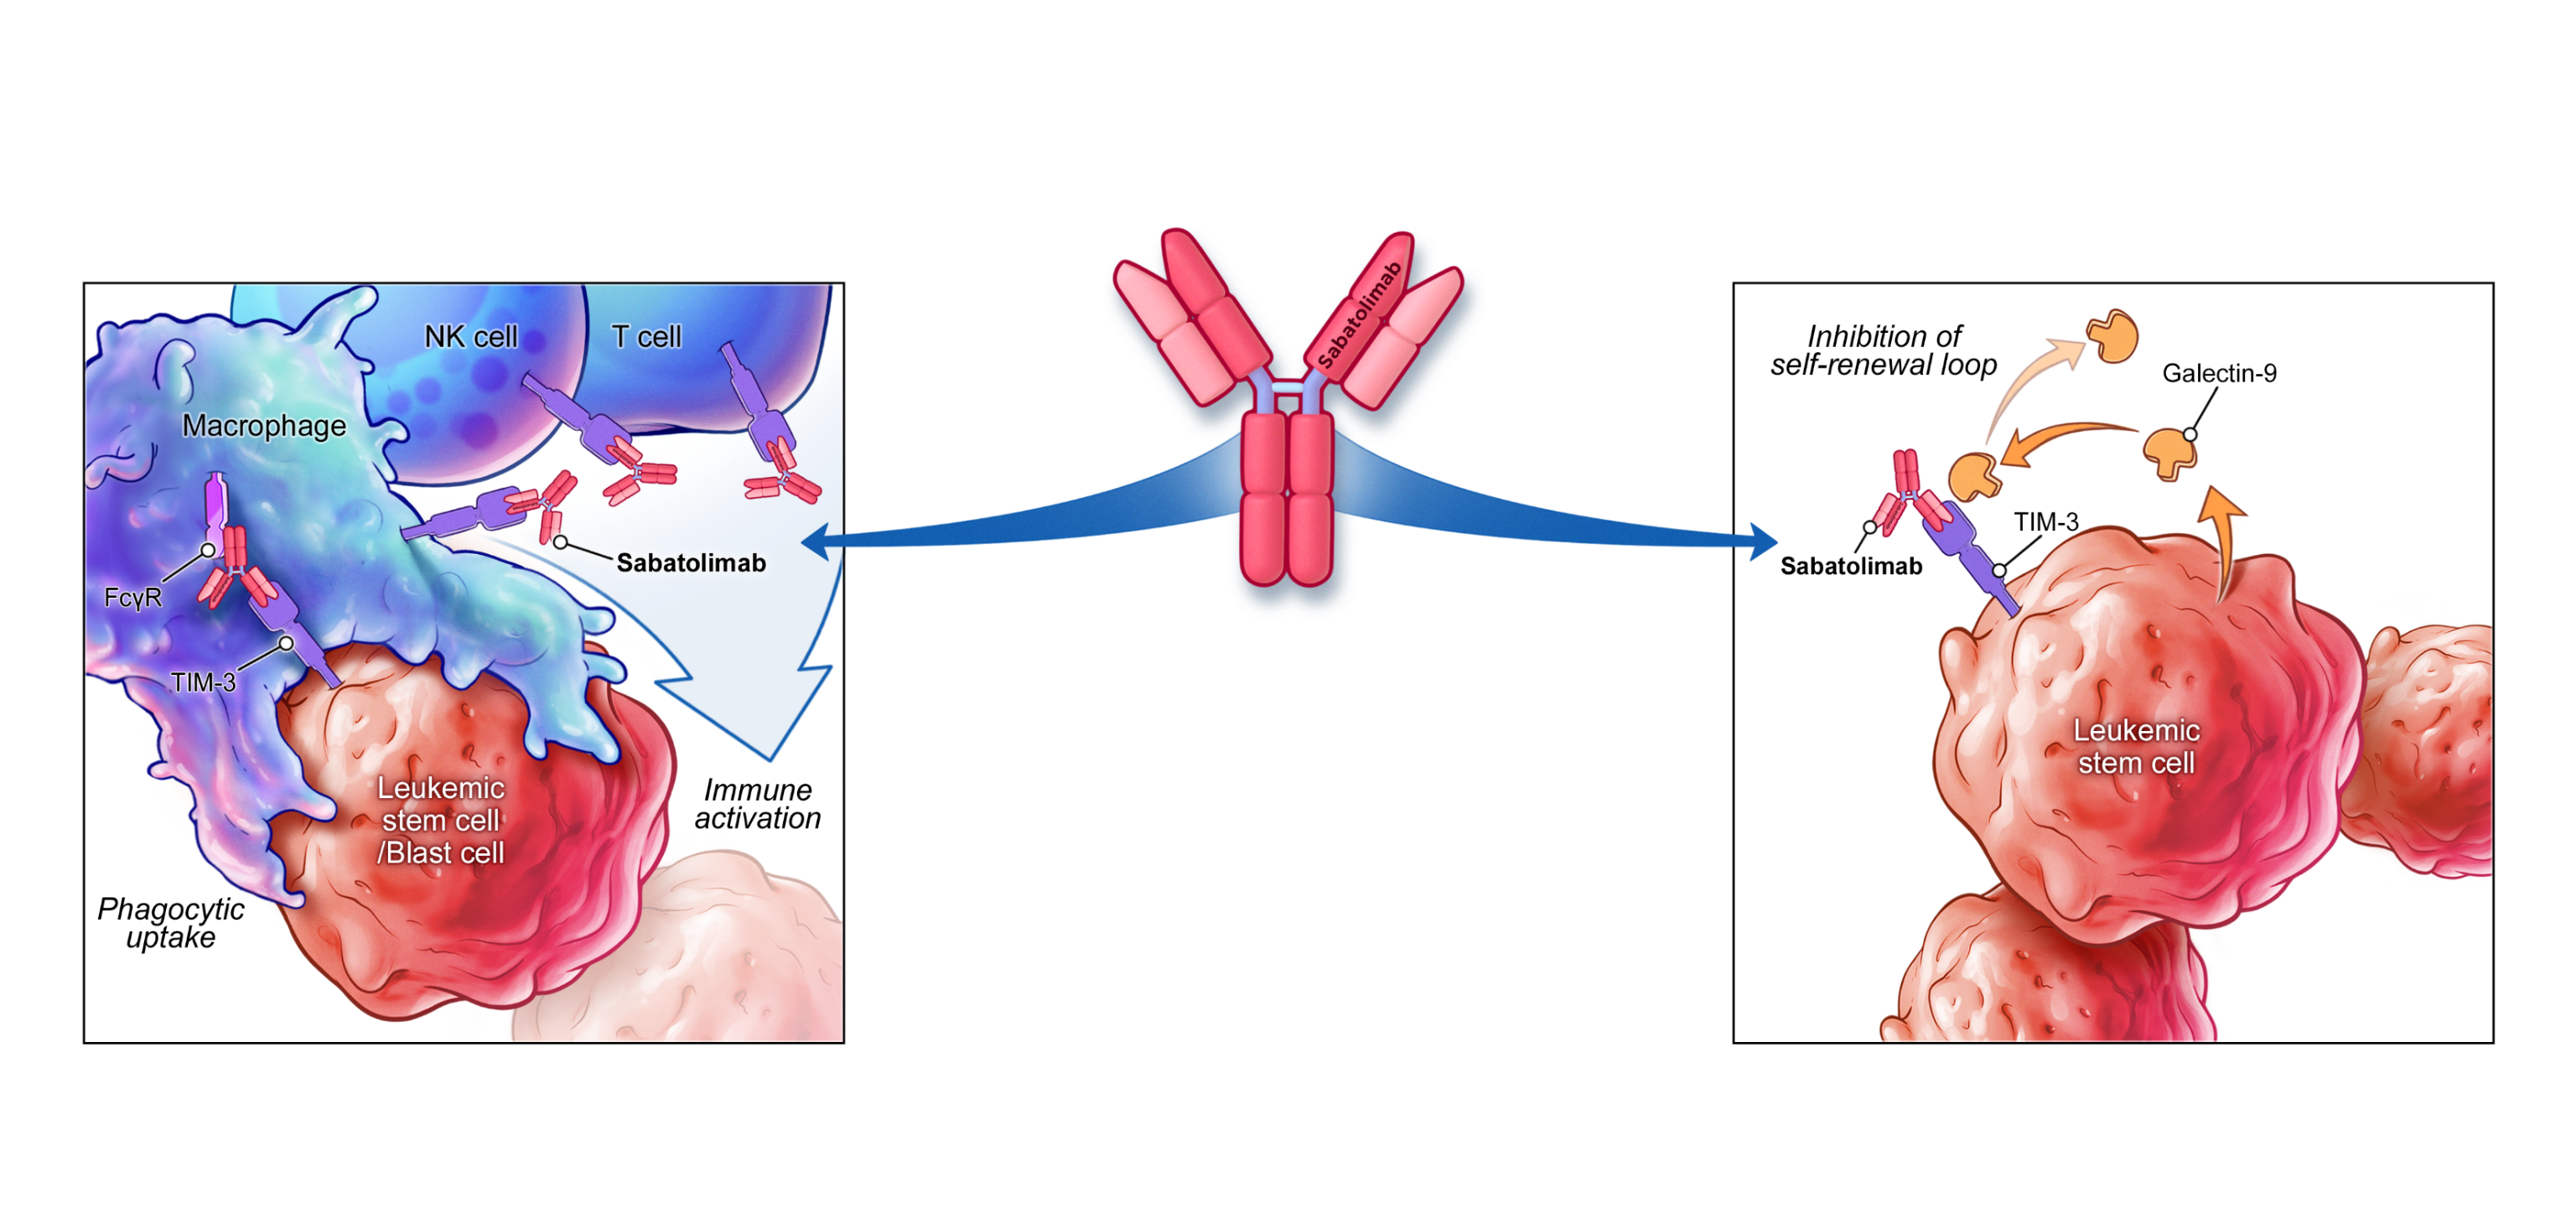 NK cell
T cell
Macrophage
Sabatolimab
FcγR
TIM-3
Leukemic
stem cell
/Blast cell
Immune
activation
Phagocytic
uptake
Sabatolimab
Inhibition of
self-renewal loop
Galectin-9
TIM-3
Sabatolimab
Leukemic
stem cell